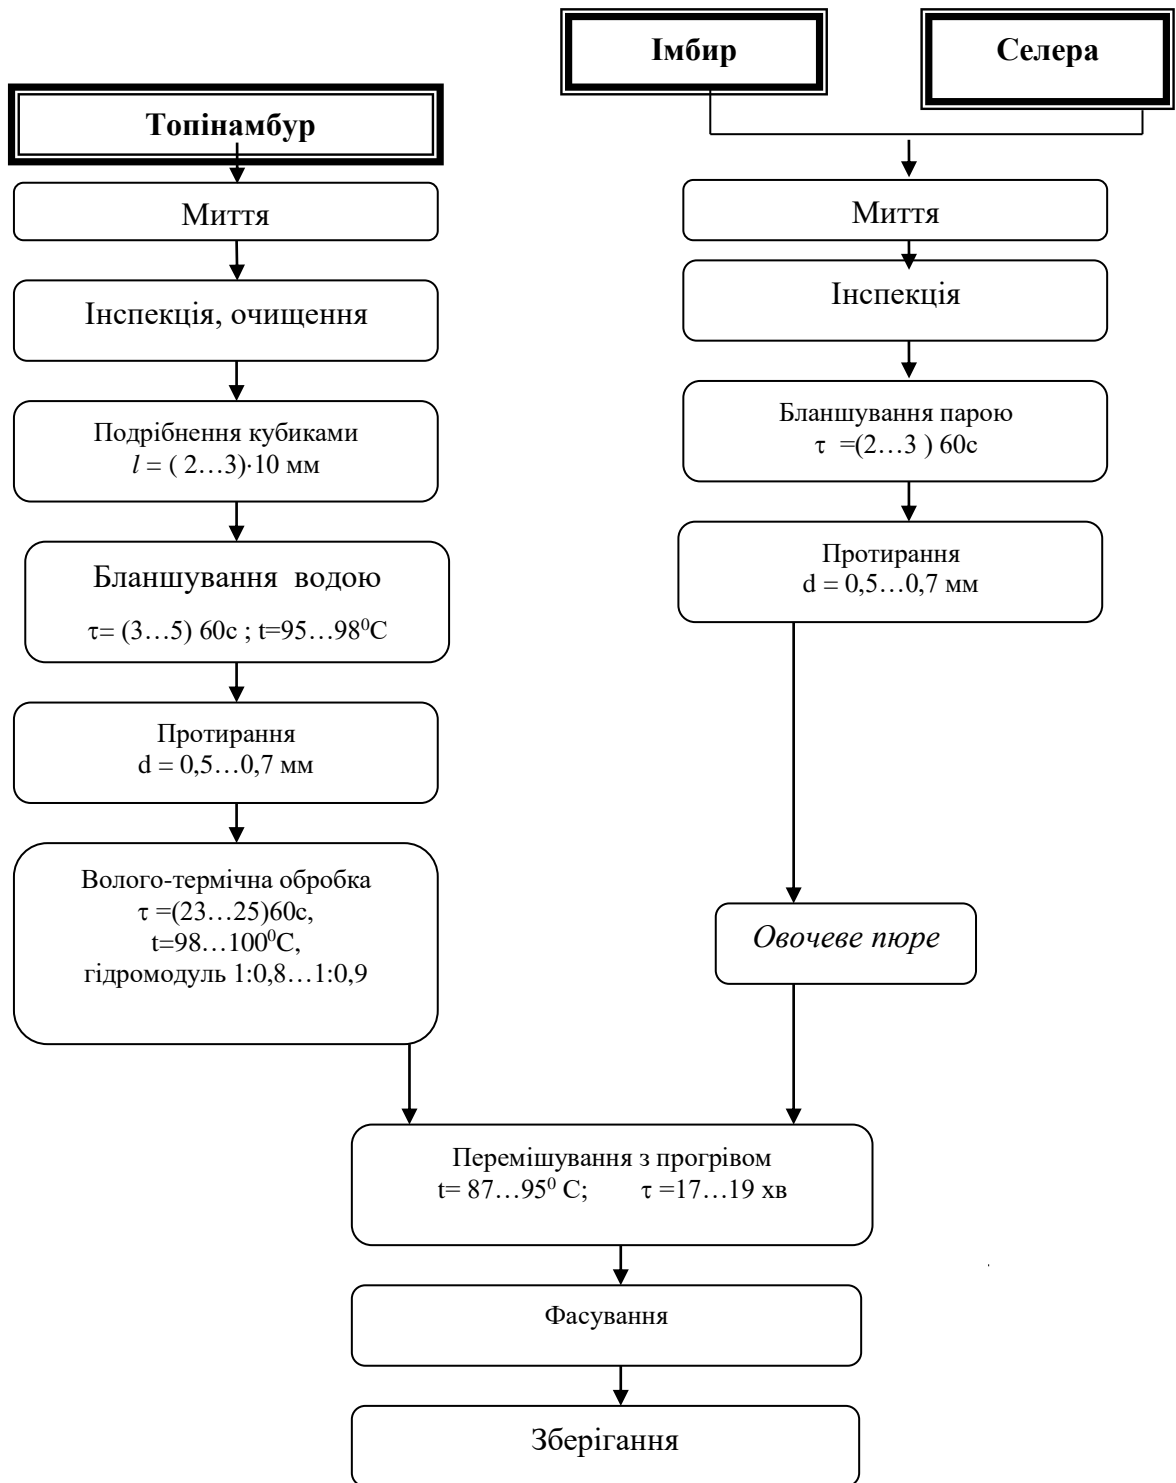 Імбир
Селера
Топінамбур
Миття
Інспекція, очищення
Подрібнення кубиками
l = ( 2…3)·10 мм
Бланшування водою
τ= (3…5) 60с ; t=95…98⁰С
Протирання
d = 0,5…0,7 мм
Волого-термічна обробка
τ =(23…25)60с,
t=98…100⁰С,
гідромодуль 1:0,8…1:0,9
Миття
Інспекція
Бланшування парою
τ =(2…3 ) 60с
Протирання
d = 0,5…0,7 мм
Овочеве пюре
Перемішування з прогрівом
t= 87…95⁰ С; τ =17…19 хв
Фасування
Зберігання